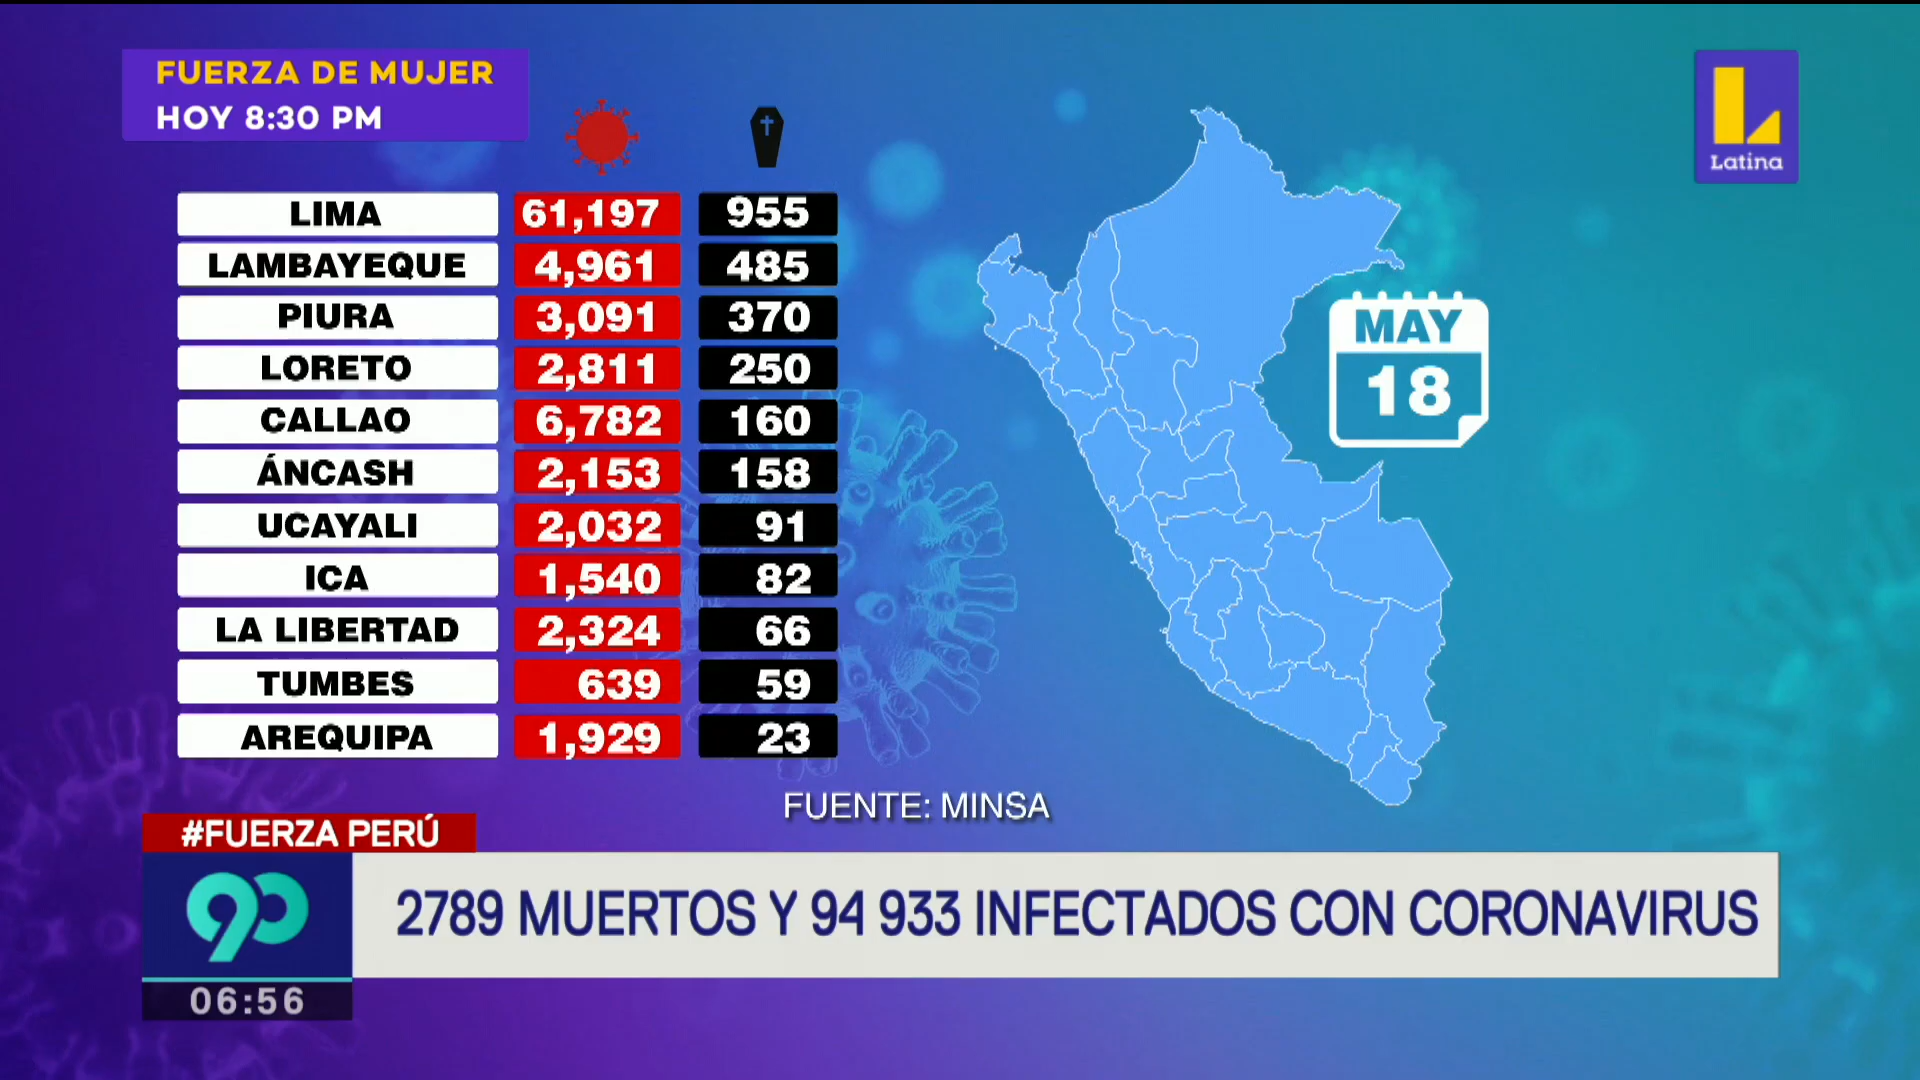 FUERZA DE MUJER
HOY 8:30 PM
Latina
LIMA 61,197 955
LAMBAYEQUE 4,961 485
PIURA 3,091 370
LORETO 2,811 250
CALLAO 6,782 160
ÁNCASH 2,153 158
UCAYALI 2,032 91
ICA 1,540 82
LA LIBERTAD 2,324 66
TUMBES 639 59
AREQUIPA 1,929 23
MAY
18
FUENTE: MINSA
#FUERZA PERÚ
90
2789 MUERTOS Y 94 933 INFECTADOS CON CORONAVIRUS
06:56